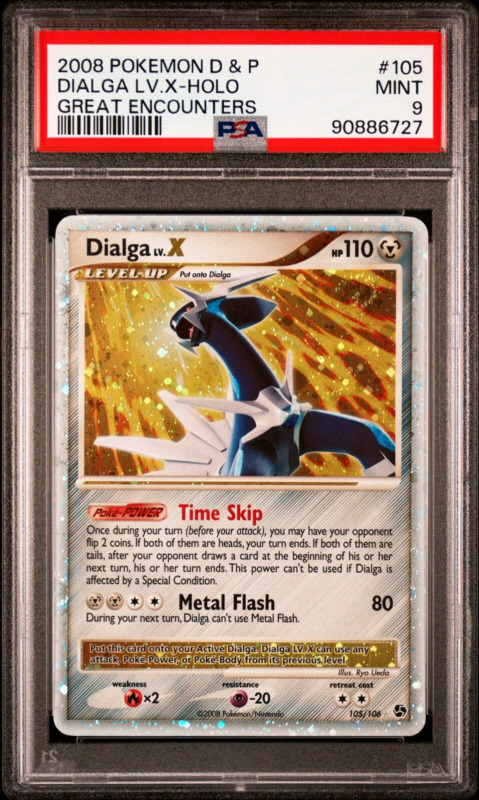 2008 POKEMON D & P #105
DIALGA LV.X-HOLO MINT
GREAT ENCOUNTERS 9
PSA 90886727
Dialga LV.X HP 110
LEVEL-UP Put onto Dialga
Poké-POWER Time Skip
Once during your turn (before your attack), you may have your opponent
flip 2 coins. If both of them are heads, your turn ends. If both of them are
tails, after your opponent draws a card at the beginning of his or her
next turn, his or her turn ends. This power can't be used if Dialga is
affected by a Special Condition.
Metal Flash 80
During your next turn, Dialga can't use Metal Flash.
Put this card onto your Active Dialga. Dialga LV.X can use any
attack, Poké-Power, or Poké-Body from its previous level.
Illus. Ryo Ueda
weakness resistance retreat cost
×2 -20
©2008 Pokémon/Nintendo 105/106
PSA